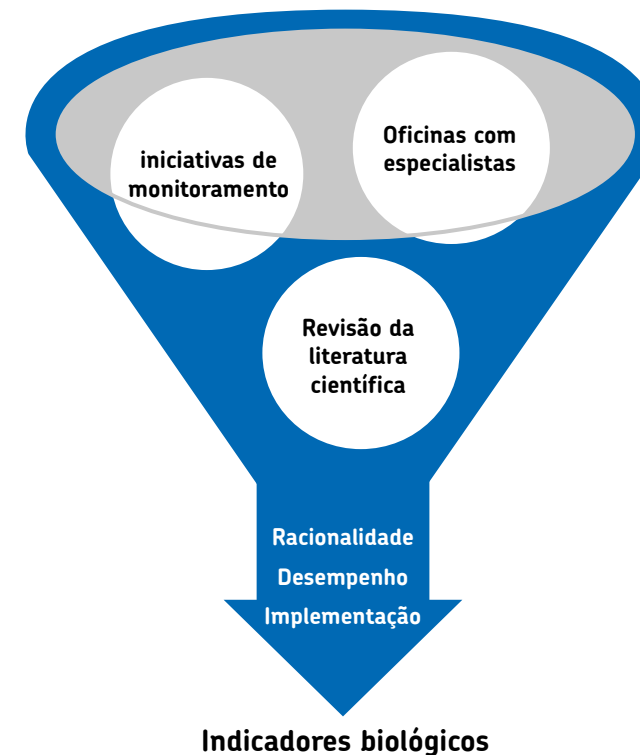 iniciativas de
monitoramento
Oficinas com
especialistas
Revisão da
literatura
científica
Racionalidade
Desempenho
Implementação
Indicadores biológicos